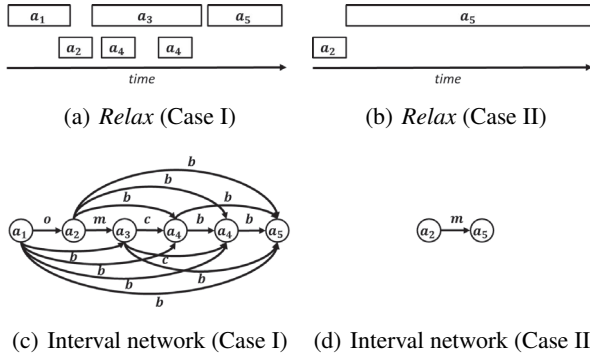 a1 a3 a5
a2 a4 a4
time
(a) Relax (Case I)
a5
a2
time
(b) Relax (Case II)
b
b
b b
o m c b b
a1 a2 a3 a4 a4 a5
b c
b
b b
b
(c) Interval network (Case I)
m
a2 a5
(d) Interval network (Case II